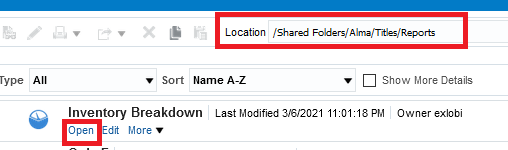 Location /Shared Folders/Alma/Titles/Reports
Type All Sort Name A-Z Show More Details
Inventory Breakdown Last Modified 3/6/2021 11:01:18 PM Owner exlobi
Open Edit More